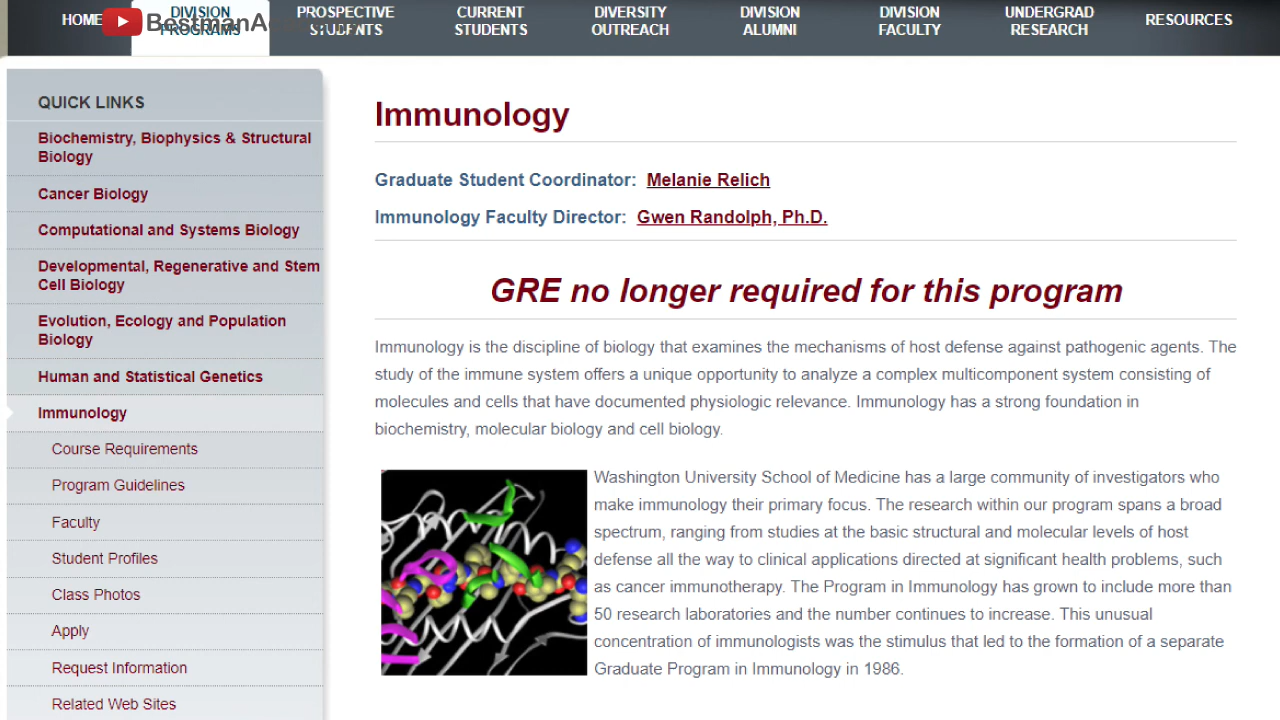 HOME
BestmanAc
DIVISION
PROGRAMS
PROSPECTIVE
STUDENTS
CURRENT
STUDENTS
DIVERSITY
OUTREACH
DIVISION
ALUMNI
DIVISION
FACULTY
UNDERGRAD
RESEARCH
RESOURCES
QUICK LINKS
Biochemistry, Biophysics & Structural
Biology
Cancer Biology
Computational and Systems Biology
Developmental, Regenerative and Stem
Cell Biology
Evolution, Ecology and Population
Biology
Human and Statistical Genetics
Immunology
Course Requirements
Program Guidelines
Faculty
Student Profiles
Class Photos
Apply
Request Information
Related Web Sites
Immunology
Graduate Student Coordinator: Melanie Relich
Immunology Faculty Director: Gwen Randolph, Ph.D.
GRE no longer required for this program
Immunology is the discipline of biology that examines the mechanisms of host defense against pathogenic agents. The
study of the immune system offers a unique opportunity to analyze a complex multicomponent system consisting of
molecules and cells that have documented physiologic relevance. Immunology has a strong foundation in
biochemistry, molecular biology and cell biology.
Washington University School of Medicine has a large community of investigators who
make immunology their primary focus. The research within our program spans a broad
spectrum, ranging from studies at the basic structural and molecular levels of host
defense all the way to clinical applications directed at significant health problems, such
as cancer immunotherapy. The Program in Immunology has grown to include more than
50 research laboratories and the number continues to increase. This unusual
concentration of immunologists was the stimulus that led to the formation of a separate
Graduate Program in Immunology in 1986.